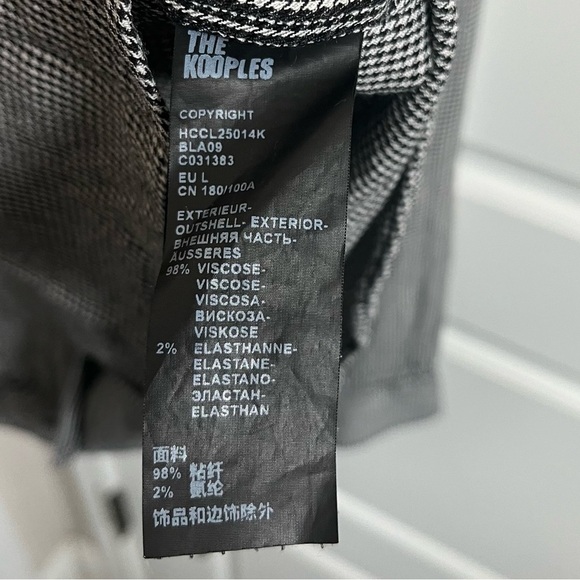 THE
KOOPLES
COPYRIGHT
HCCL25014K
BLA09
C031383
EU L
CN 180/100A
EXTERIEUR-
OUTSHELL- EXTERIOR-
ВНЕШНЯЯ ЧАСТЬ-
AUSSERES
98% VISCOSE-
VISCOSE-
VISCOSA-
ВИСКОЗА-
VISKOSE
2% ELASTHANNE-
ELASTANE-
ELASTANO-
ЭЛАСТАН-
ELASTHAN
面料
98% 粘纤
2% 氨纶
饰品和边饰除外